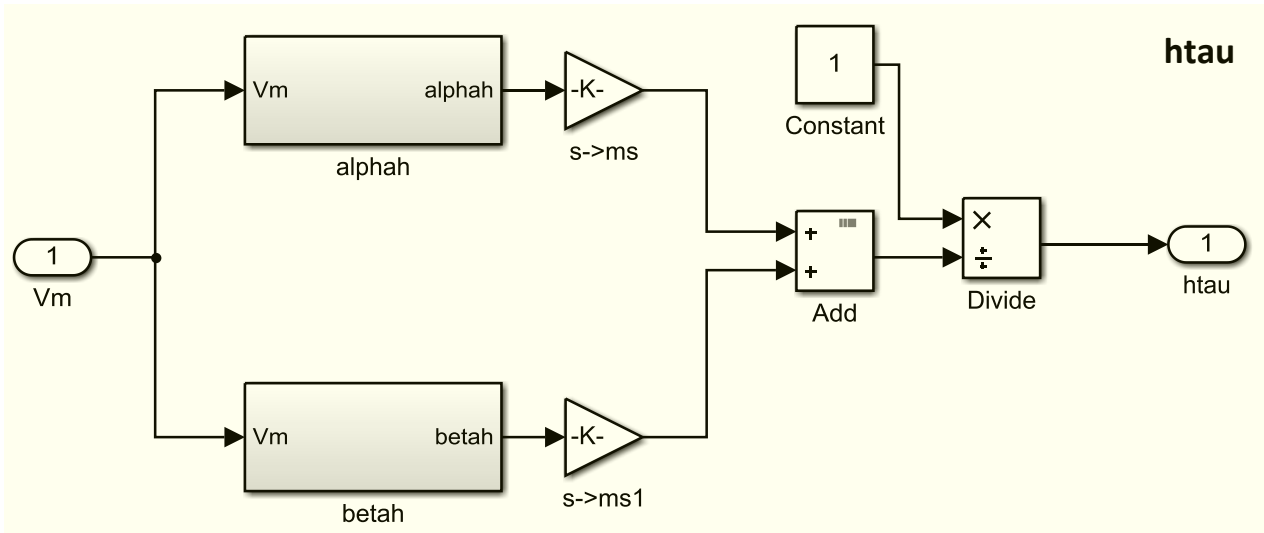 htau
1
Constant
Vm
alphah
alphah
-K-
s->ms
1
Vm
+
+
Add
×
÷
Divide
1
htau
Vm
betah
betah
-K-
s->ms1